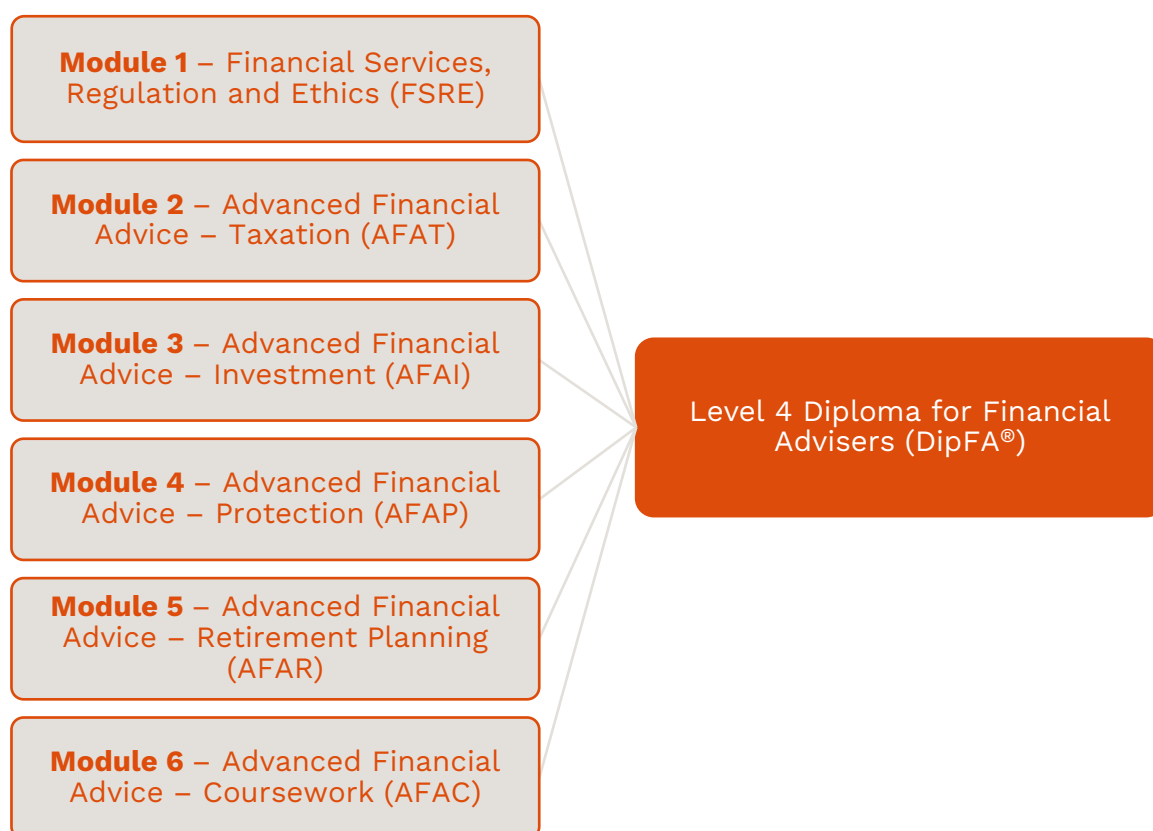 Module 1 – Financial Services,
Regulation and Ethics (FSRE)
Module 2 – Advanced Financial
Advice – Taxation (AFAT)
Module 3 – Advanced Financial
Advice – Investment (AFAI)
Module 4 – Advanced Financial
Advice – Protection (AFAP)
Module 5 – Advanced Financial
Advice – Retirement Planning
(AFAR)
Module 6 – Advanced Financial
Advice – Coursework (AFAC)
Level 4 Diploma for Financial
Advisers (DipFA®)